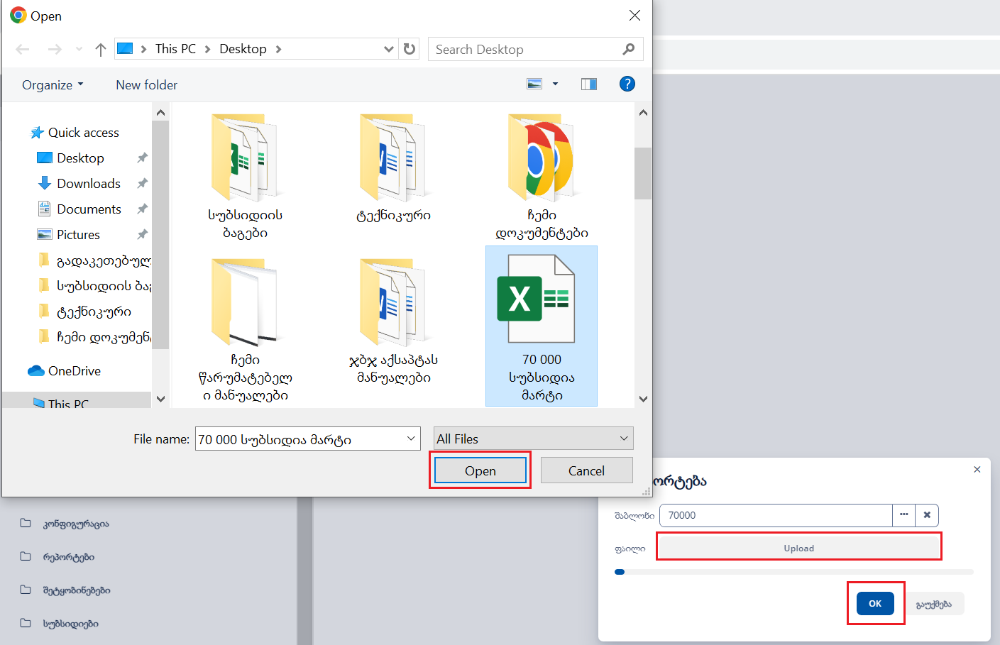 Open
This PC
Desktop
Search Desktop
Organize
New folder
?
Quick access
Desktop
Downloads
Documents
Pictures
გადაკეთებულ
სუბსიდიის ბაგ
ტექნიკური
ჩემი დოკუმენ
OneDrive
This PC
სუბსიდიის
ბაგები
ტექნიკური
ჩემი
დოკუმენტები
ჩემი
წარუმატებელ
ი მანუალები
ჯბჯ აქსაპტას
მანუალები
X
70 000
სუბსიდია
მარტი
File name:
70 000 სუბსიდია მარტი
All Files
Open
Cancel
კონფიგურაცია
რეპორტები
შეტყობინებები
სუბსიდიები
ორტება
შაბლონი
70000
ფაილი
Upload
OK
გაუქმება